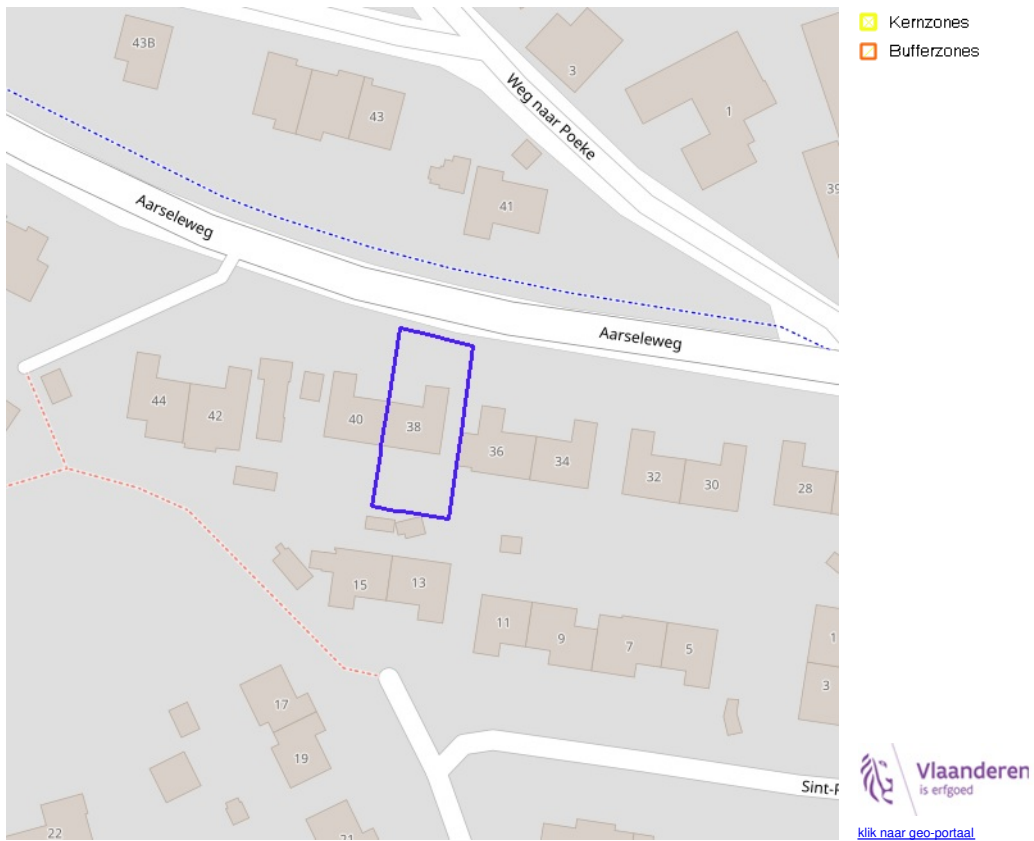 Kernzones
Bufferzones
43B
3
43
1
Weg naar Poeke
39
41
Aarseleweg
Aarseleweg
44
42
40
38
36
34
32
30
28
15
13
11
9
7
5
1
3
17
19
Sint-
22
21
Vlaanderen
is erfgoed
klik naar geo-portaal